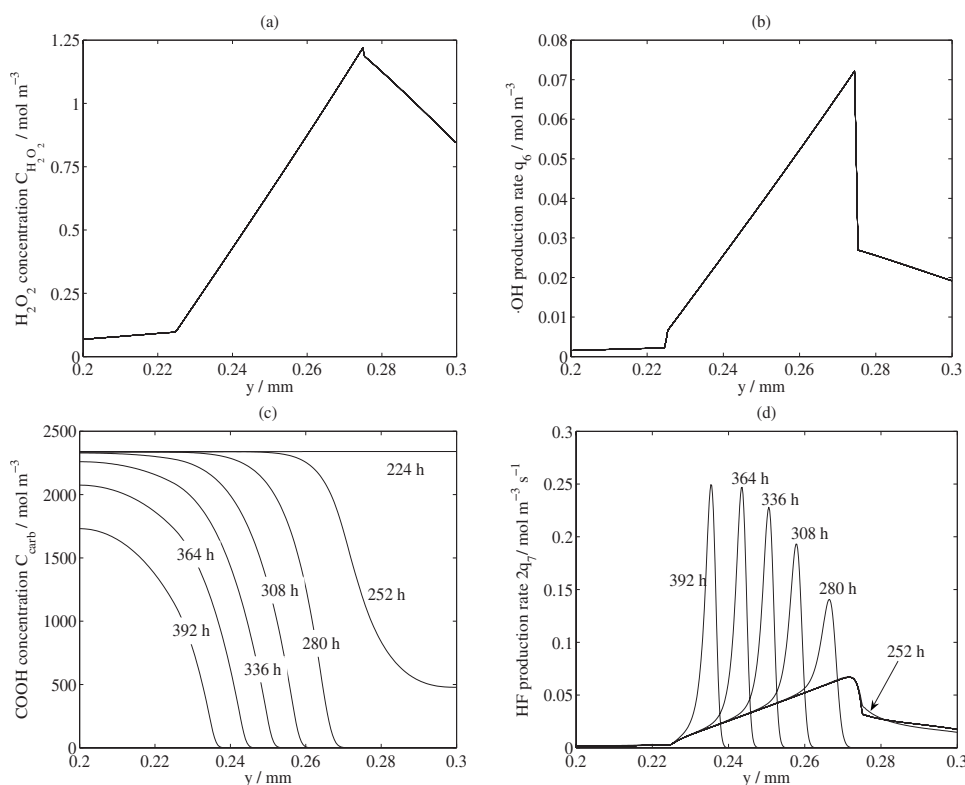 (a)
1.25
1
0.75
0.5
0.25
0
0.2 0.22 0.24 0.26 0.28 0.3
y / mm
H2O2 concentration C H2O2 / mol m−3
(b)
0.08
0.07
0.06
0.05
0.04
0.03
0.02
0.01
0
0.2 0.22 0.24 0.26 0.28 0.3
y / mm
·OH production rate q6 / mol m−3
(c)
2500
2000
1500
1000
500
0
0.2 0.22 0.24 0.26 0.28 0.3
y / mm
COOH concentration Ccarb / mol m−3
224 h
252 h
280 h
308 h
336 h
364 h
392 h
(d)
0.3
0.25
0.2
0.15
0.1
0.05
0
0.2 0.22 0.24 0.26 0.28 0.3
y / mm
HF production rate 2q7/ mol m−3 s−1
364 h
336 h
308 h
392 h
280 h
252 h